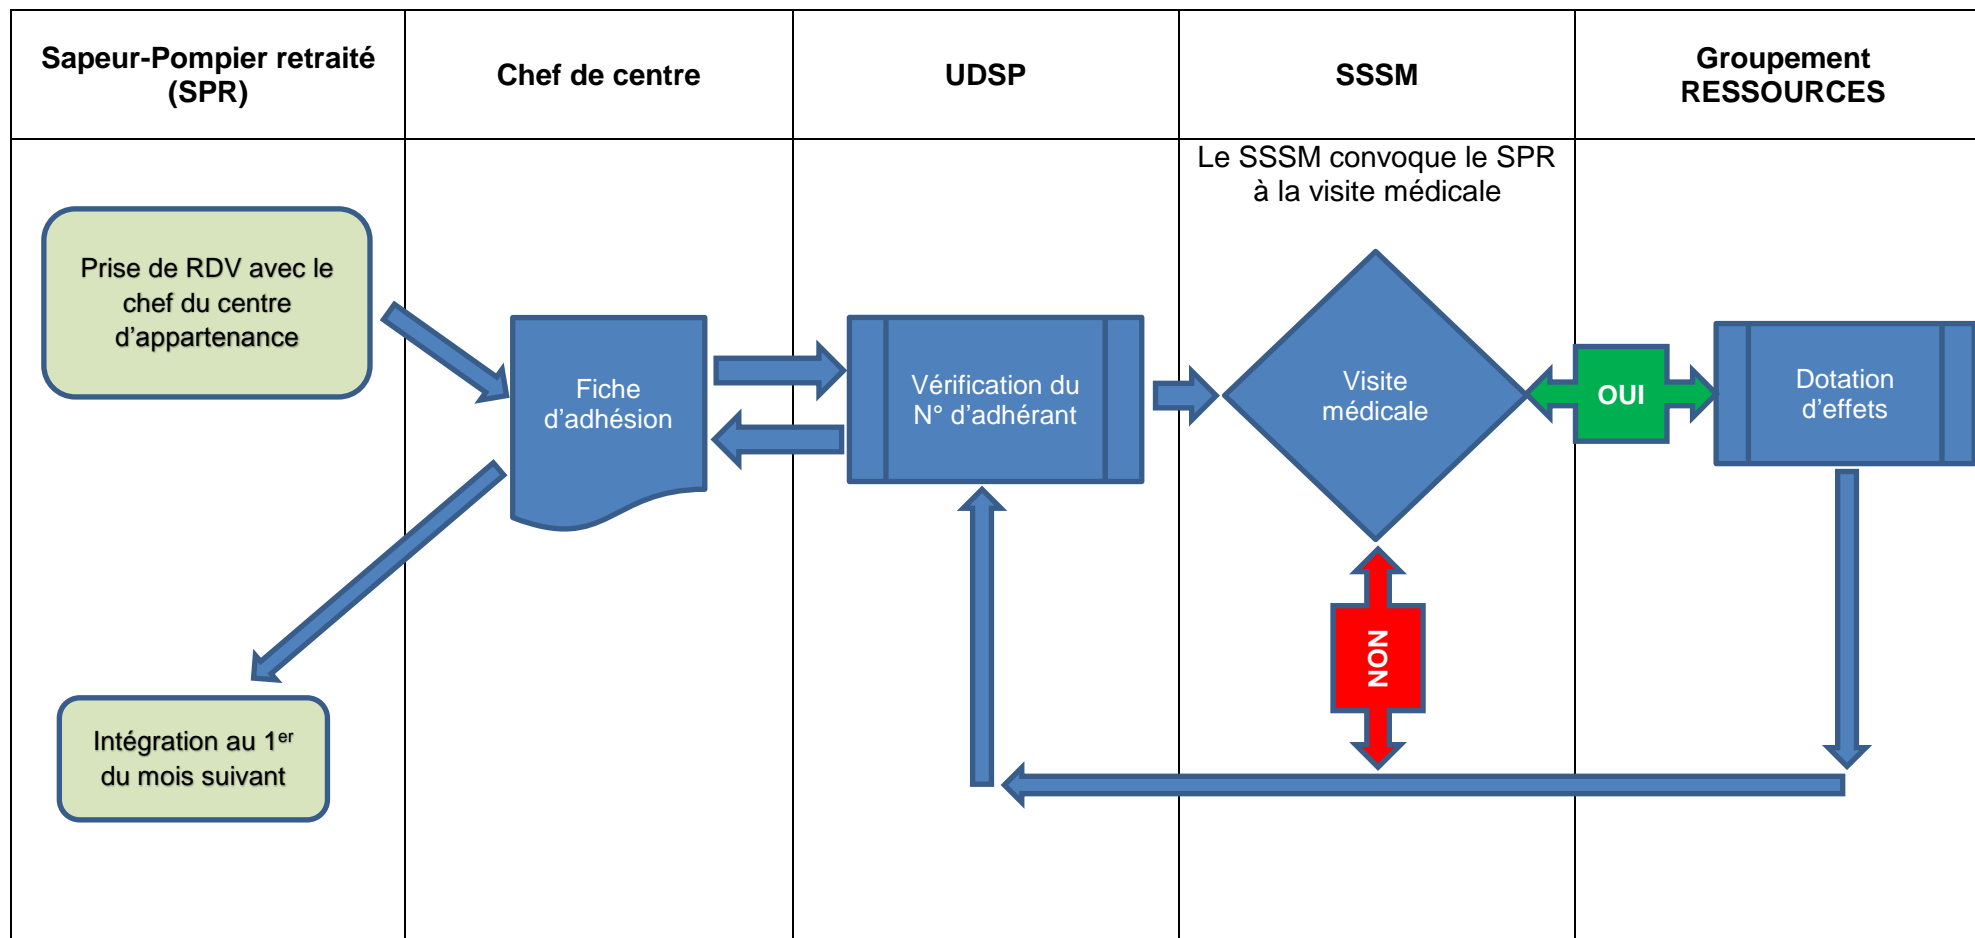 Sapeur-Pompier retraité
(SPR)
Chef de centre
UDSP
SSSM
Groupement
RESSOURCES
Le SSSM convoque le SPR
à la visite médicale
Prise de RDV avec le
chef du centre
d’appartenance
Fiche
d’adhésion
Vérification du
N° d’adhérant
Visite
médicale
OUI
Dotation
d’effets
NON
Intégration au 1er
du mois suivant